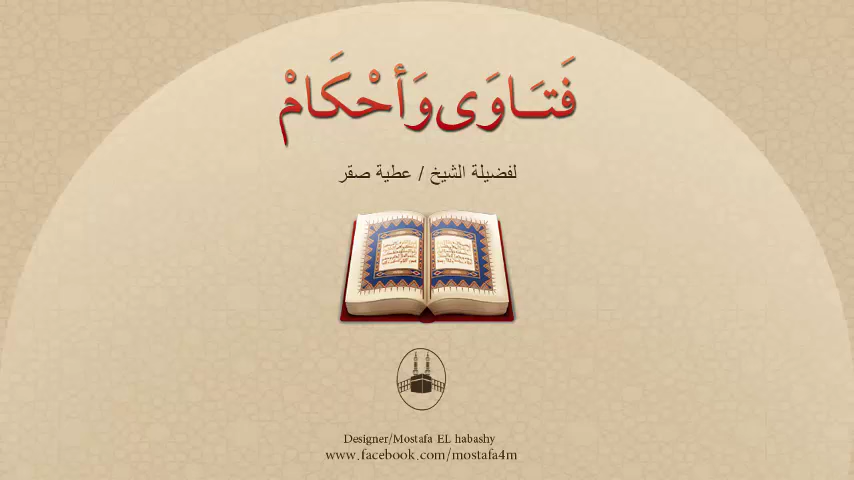 فَتَاوَى وَأَحْكَامْ
لفضيلة الشيخ / عطية صقر
Designer/Mostafa EL habashy
www.facebook.com/mostafa4m